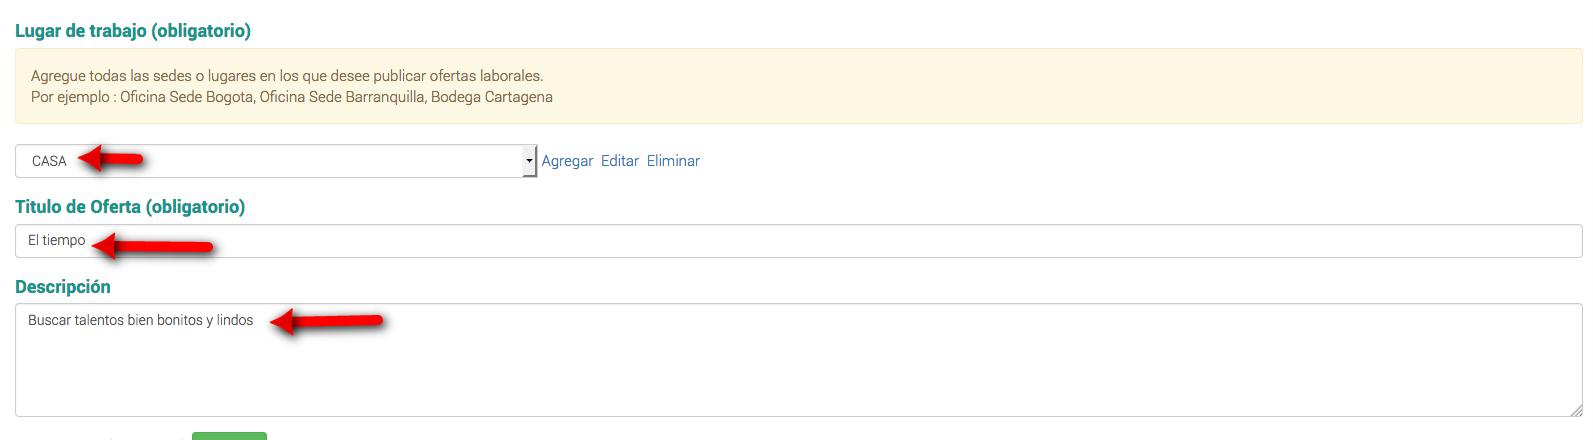 Lugar de trabajo (obligatorio)
Agregue todas las sedes o lugares en los que desee publicar ofertas laborales.
Por ejemplo : Oficina Sede Bogota, Oficina Sede Barranquilla, Bodega Cartagena
CASA Agregar Editar Eliminar
Titulo de Oferta (obligatorio)
El tiempo
Descripción
Buscar talentos bien bonitos y lindos